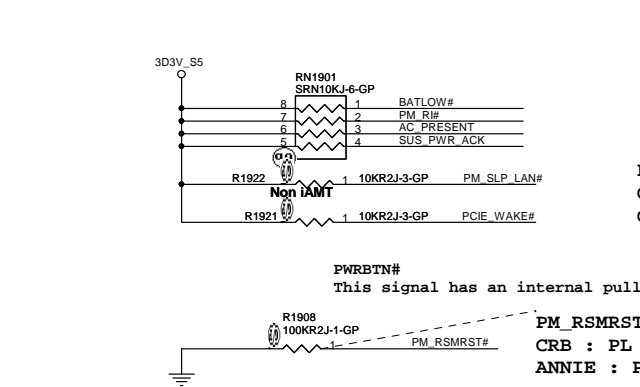 3D3V_S5
RN1901
SRN10KJ-6-GP
8 1 BATLOW#
7 2 PM_RI#
6 3 AC_PRESENT
5 4 SUS_PWR_ACK
R1922 1 10KR2J-3-GP PM_SLP_LAN#
Non iAMT
R1921 1 10KR2J-3-GP PCIE_WAKE#
PWRBTN#
This signal has an internal pull
R1908
100KR2J-1-GP
1 PM_RSMRST#
PM_RSMRST
CRB : PL
ANNIE :